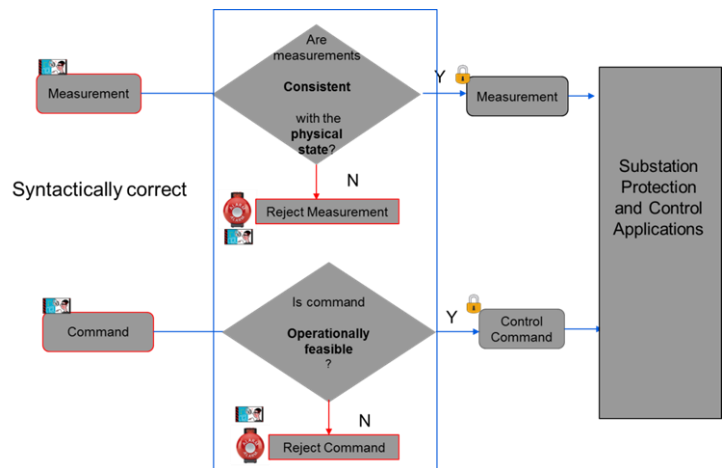 Are
measurements
Consistent
with the
physical
state?
Measurement
Y
Measurement
N
Reject Measurement
Syntactically correct
Substation
Protection
and Control
Applications
Is command
Operationally
feasible
?
Command
Y
Control
Command
N
Reject Command